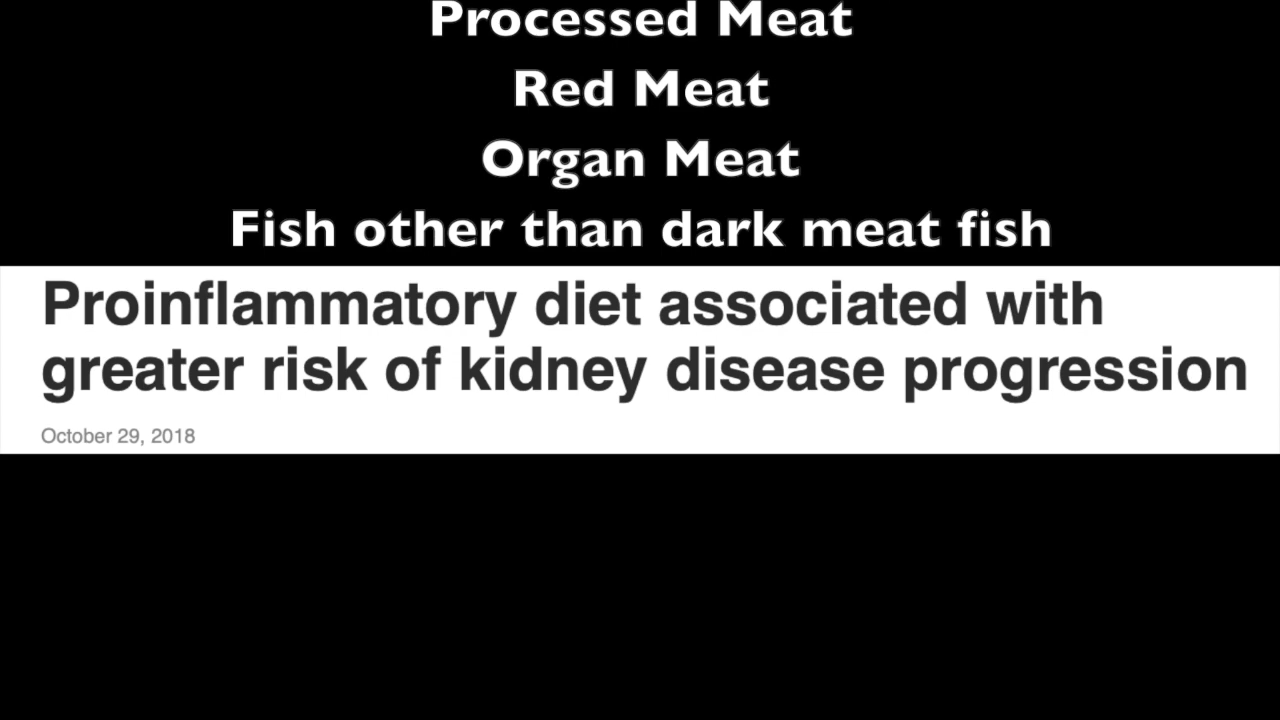 Processed Meat
Red Meat
Organ Meat
Fish other than dark meat fish
Proinflammatory diet associated with
greater risk of kidney disease progression
October 29, 2018